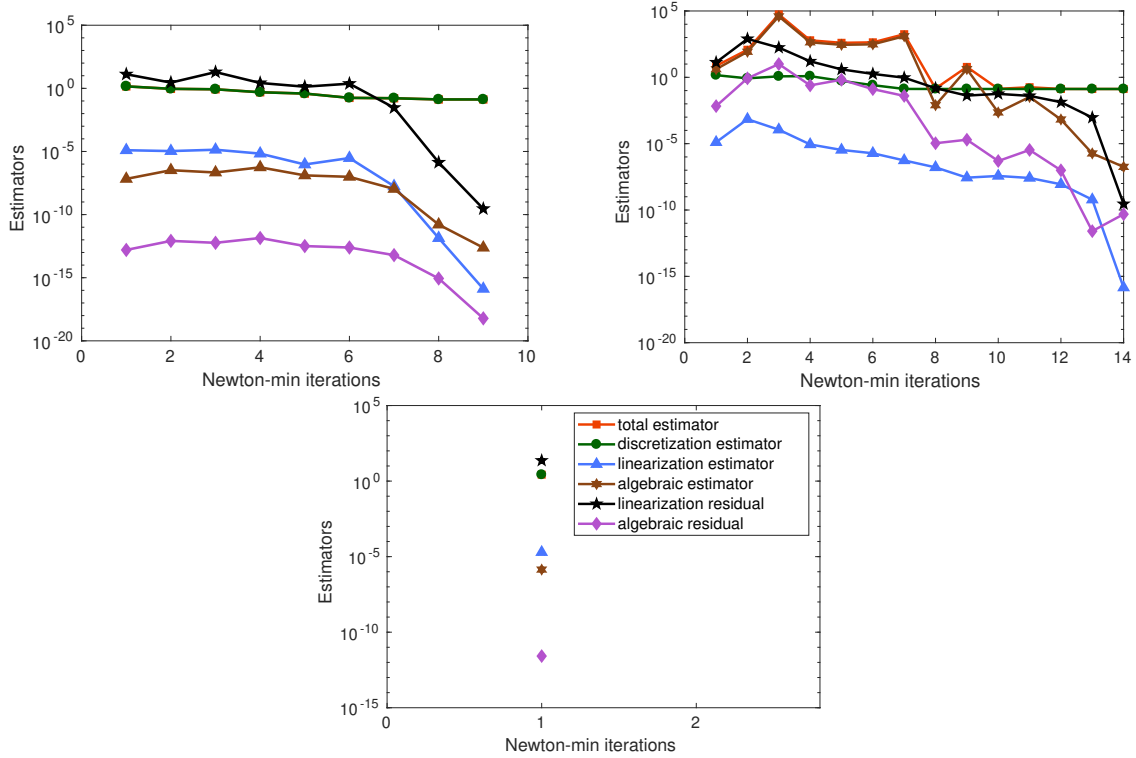 10^5
10^0
10^-5
10^-10
10^-15
10^-20
Estimators
0 2 4 6 8 10
Newton-min iterations
10^5
10^0
10^-5
10^-10
10^-15
10^-20
Estimators
0 2 4 6 8 10 12 14
Newton-min iterations
10^5
10^0
10^-5
10^-10
10^-15
Estimators
0 1 2
Newton-min iterations
total estimator
discretization estimator
linearization estimator
algebraic estimator
linearization residual
algebraic residual